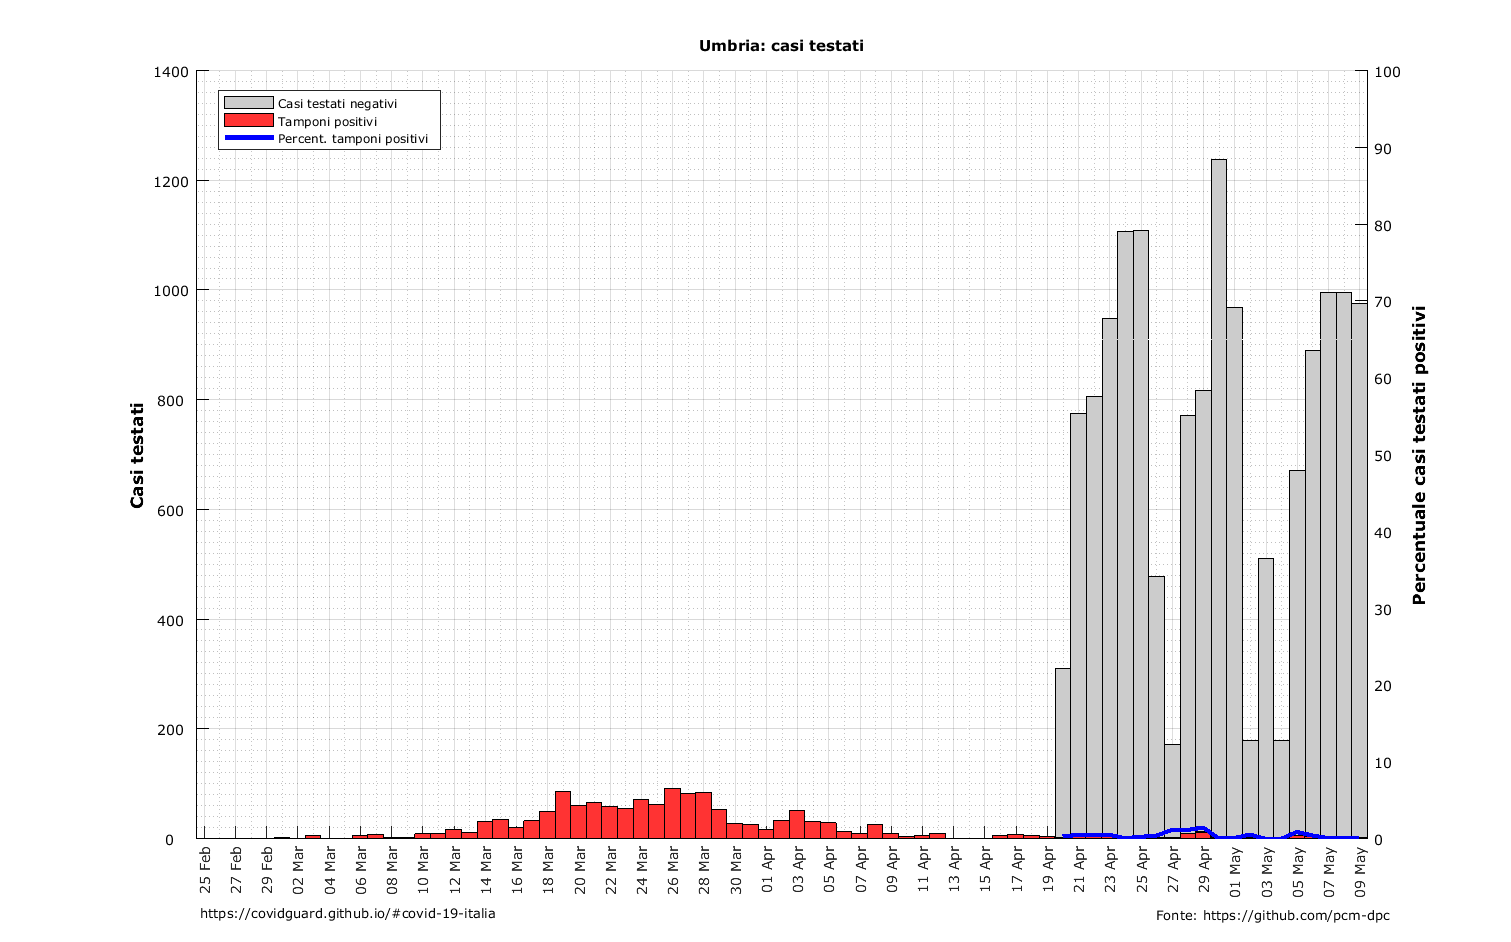 Umbria: casi testati
Casi testati negativi
Tamponi positivi
Percent. tamponi positivi
1400
1200
1000
800
600
400
200
0
Casi testati
100
90
80
70
60
50
40
30
20
10
0
Percentuale casi testati positivi
25 Feb
27 Feb
29 Feb
02 Mar
04 Mar
06 Mar
08 Mar
10 Mar
12 Mar
14 Mar
16 Mar
18 Mar
20 Mar
22 Mar
24 Mar
26 Mar
28 Mar
30 Mar
01 Apr
03 Apr
05 Apr
07 Apr
09 Apr
11 Apr
13 Apr
15 Apr
17 Apr
19 Apr
21 Apr
23 Apr
25 Apr
27 Apr
29 Apr
01 May
03 May
05 May
07 May
09 May
https://covidguard.github.io/#covid-19-italia
Fonte: https://github.com/pcm-dpc